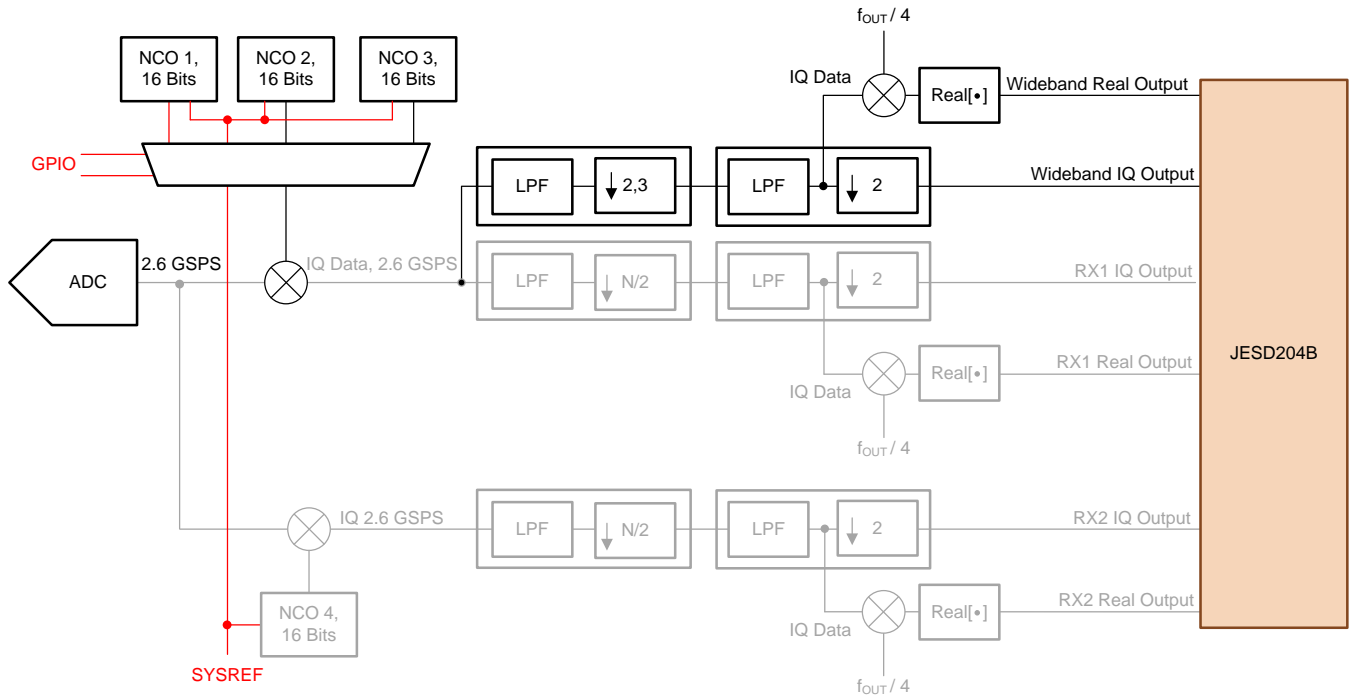 fOUT / 4
NCO 1,
16 Bits
NCO 2,
16 Bits
NCO 3,
16 Bits
IQ Data
Real[•]
Wideband Real Output
GPIO
LPF
2,3
LPF
2
Wideband IQ Output
ADC
2.6 GSPS
IQ Data, 2.6 GSPS
LPF
N/2
LPF
2
RX1 IQ Output
JESD204B
IQ Data
Real[•]
RX1 Real Output
fOUT / 4
IQ 2.6 GSPS
LPF
N/2
LPF
2
RX2 IQ Output
NCO 4,
16 Bits
IQ Data
Real[•]
RX2 Real Output
SYSREF
fOUT / 4